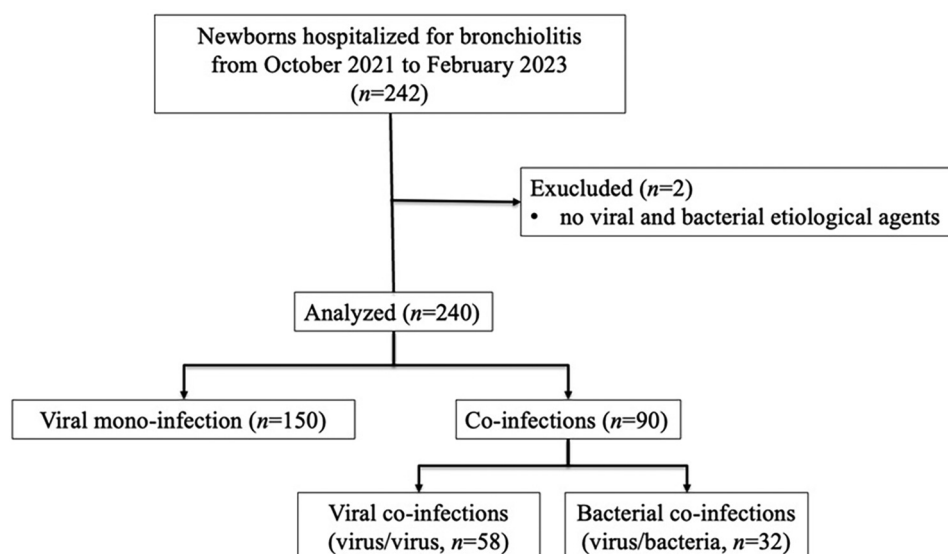 Newborns hospitalized for bronchiolitis
from October 2021 to February 2023
(n=242)
Exucluded (n=2)
• no viral and bacterial etiological agents
Analyzed (n=240)
Viral mono-infection (n=150)
Co-infections (n=90)
Viral co-infections
(virus/virus, n=58)
Bacterial co-infections
(virus/bacteria, n=32)